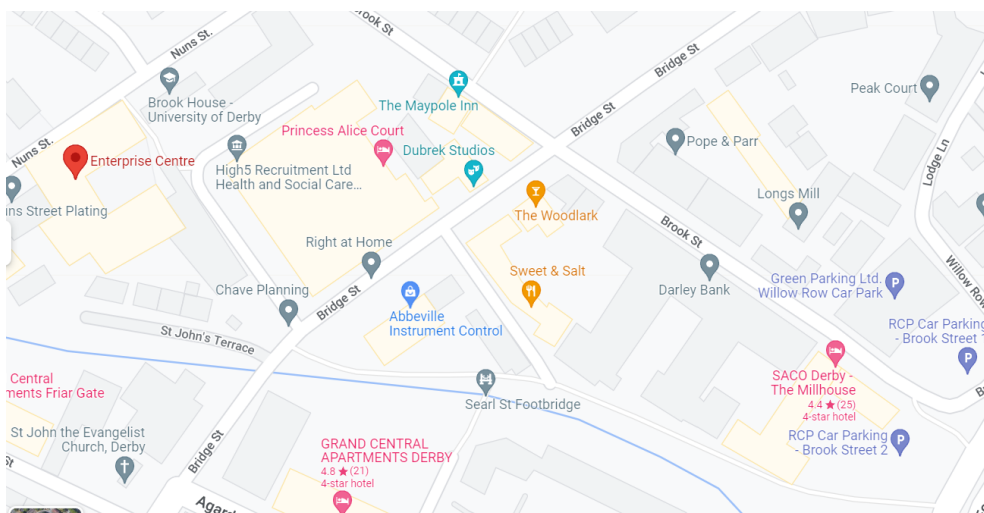 ook St
Nuns St.
Bridge St
Brook House -
University of Derby
The Maypole Inn
Peak Court
Bridge St
Princess Alice Court
Dubrek Studios
Pope & Parr
Nuns St.
Enterprise Centre
High5 Recruitment Ltd
Health and Social Care...
Lodge Ln
ns Street Plating
The Woodlark
Longs Mill
Right at Home
Brook St
Sweet & Salt
Chave Planning
Darley Bank
Green Parking Ltd.
Willow Row Car Park
Willow Row
Bridge St
Abbeville
Instrument Control
St John's Terrace
RCP Car Parking
- Brook Street
Central
ments Friar Gate
SACO Derby -
The Millhouse
4.4 ★ (25)
4-star hotel
Searl St Footbridge
St John the Evangelist
Church, Derby
Bridge St
GRAND CENTRAL
APARTMENTS DERBY
4.8 ★ (21)
4-star hotel
RCP Car Parking
- Brook Street 2
St
Agard